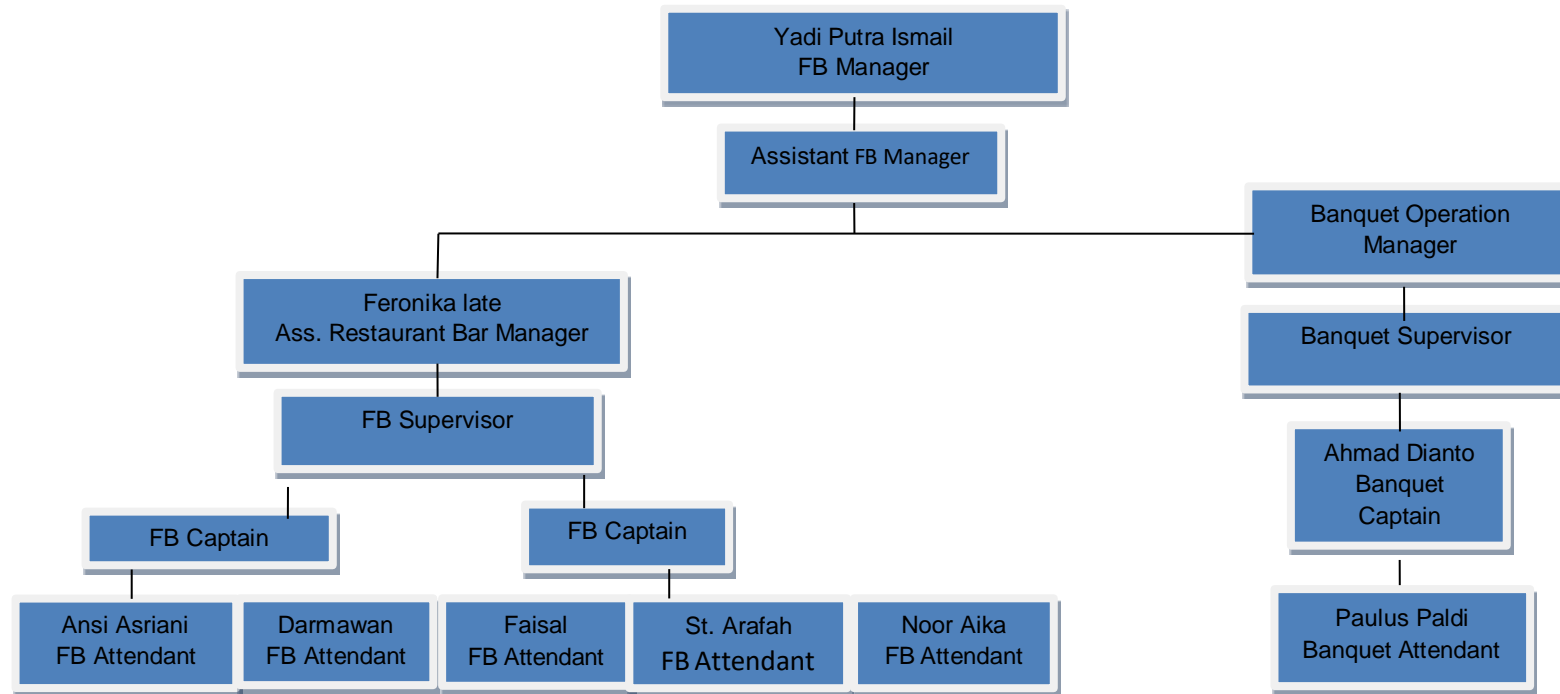 Yadi Putra Ismail
FB Manager
Assistant FB Manager
Banquet Operation
Manager
Feronika late
Ass. Restaurant Bar Manager
Banquet Supervisor
FB Supervisor
Ahmad Dianto
Banquet
Captain
FB Captain
FB Captain
Ansi Asriani
FB Attendant
Darmawan
FB Attendant
Faisal
FB Attendant
St. Arafah
FB Attendant
Noor Aika
FB Attendant
Paulus Paldi
Banquet Attendant